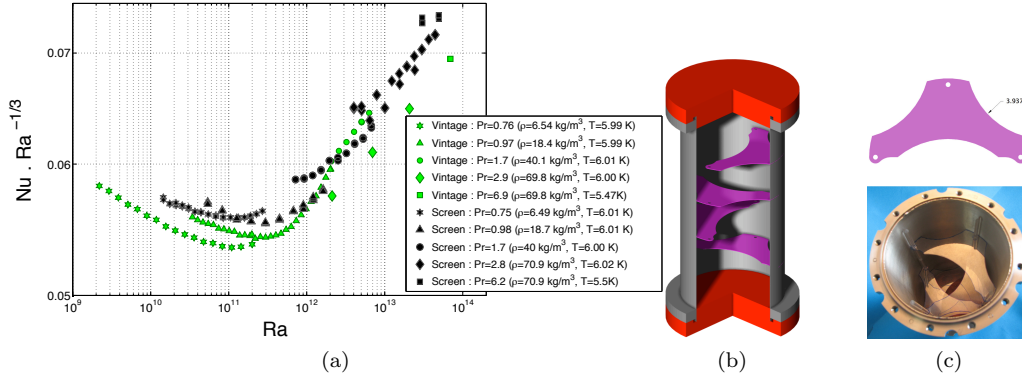 0.07
0.06
0.05
Nu . Ra^-1/3
10^9
10^10
10^11
10^12
10^13
10^14
Ra
Vintage : Pr=0.76 (ρ=6.54 kg/m^3, T=5.99 K)
Vintage : Pr=0.97 (ρ=18.4 kg/m^3, T=5.99 K)
Vintage : Pr=1.7 (ρ=40.1 kg/m^3, T=6.01 K)
Vintage : Pr=2.9 (ρ=69.8 kg/m^3, T=6.00 K)
Vintage : Pr=6.9 (ρ=69.8 kg/m^3, T=5.47K)
Screen : Pr=0.75 (ρ=6.49 kg/m^3, T=6.01 K)
Screen : Pr=0.98 (ρ=18.7 kg/m^3, T=6.01 K)
Screen : Pr=1.7 (ρ=40 kg/m^3, T=6.00 K)
Screen : Pr=2.8 (ρ=70.9 kg/m^3, T=6.02 K)
Screen : Pr=6.2 (ρ=70.9 kg/m^3, T=5.5K)
3.937
(a)
(b)
(c)